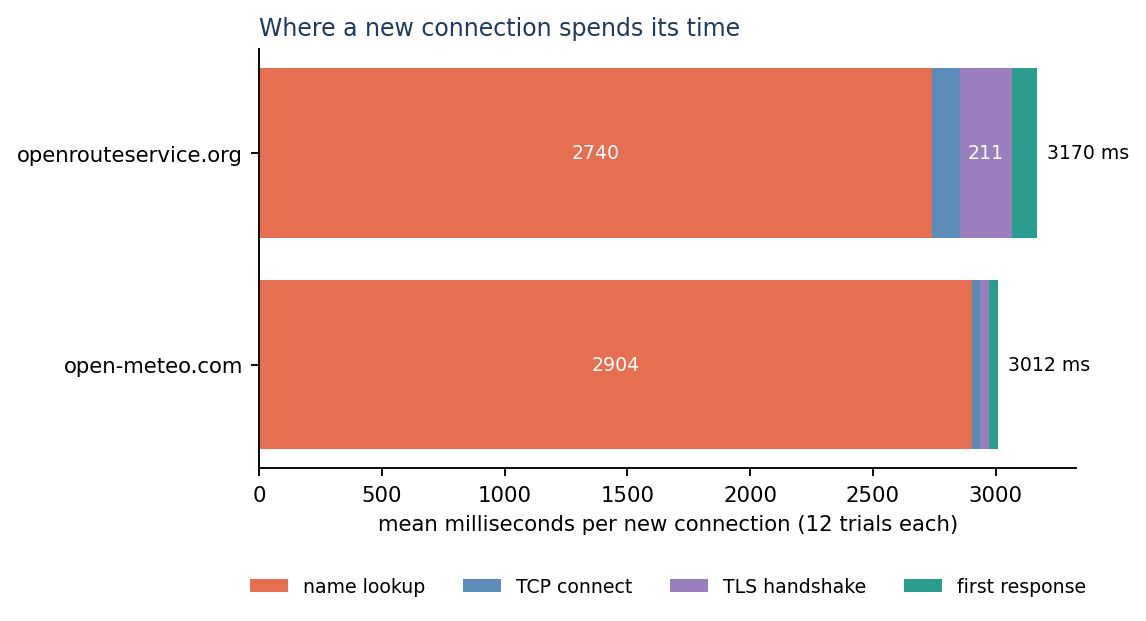 Where a new connection spends its time
openrouteservice.org
2740
211
3170 ms
open-meteo.com
2904
3012 ms
0 500 1000 1500 2000 2500 3000
mean milliseconds per new connection (12 trials each)
name lookup TCP connect TLS handshake first response